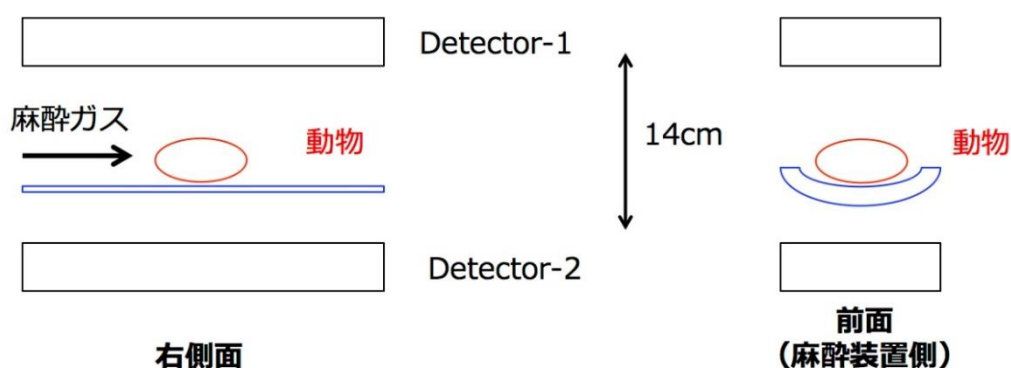 Detector-1
麻酔ガス
動物
14cm
動物
Detector-2
右側面
前面
（麻酔装置側）